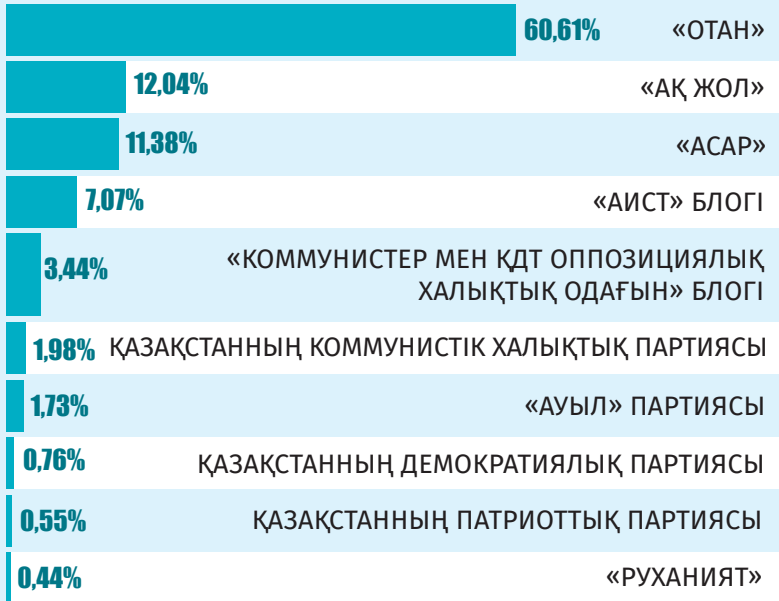 60,61% «ОТАН»
12,04% «АҚ ЖОЛ»
11,38% «АСАР»
7,07% «АИСТ» БЛОГІ
3,44% «КОММУНИСТЕР МЕН ҚДТ ОППОЗИЦИЯЛЫҚ
ХАЛЫҚТЫҚ ОДАҒЫН» БЛОГІ
1,98% ҚАЗАҚСТАННЫҢ КОММУНИСТІК ХАЛЫҚТЫҚ ПАРТИЯСЫ
1,73% «АУЫЛ» ПАРТИЯСЫ
0,76% ҚАЗАҚСТАННЫҢ ДЕМОКРАТИЯЛЫҚ ПАРТИЯСЫ
0,55% ҚАЗАҚСТАННЫҢ ПАТРИОТТЫҚ ПАРТИЯСЫ
0,44% «РУХАНИЯТ»